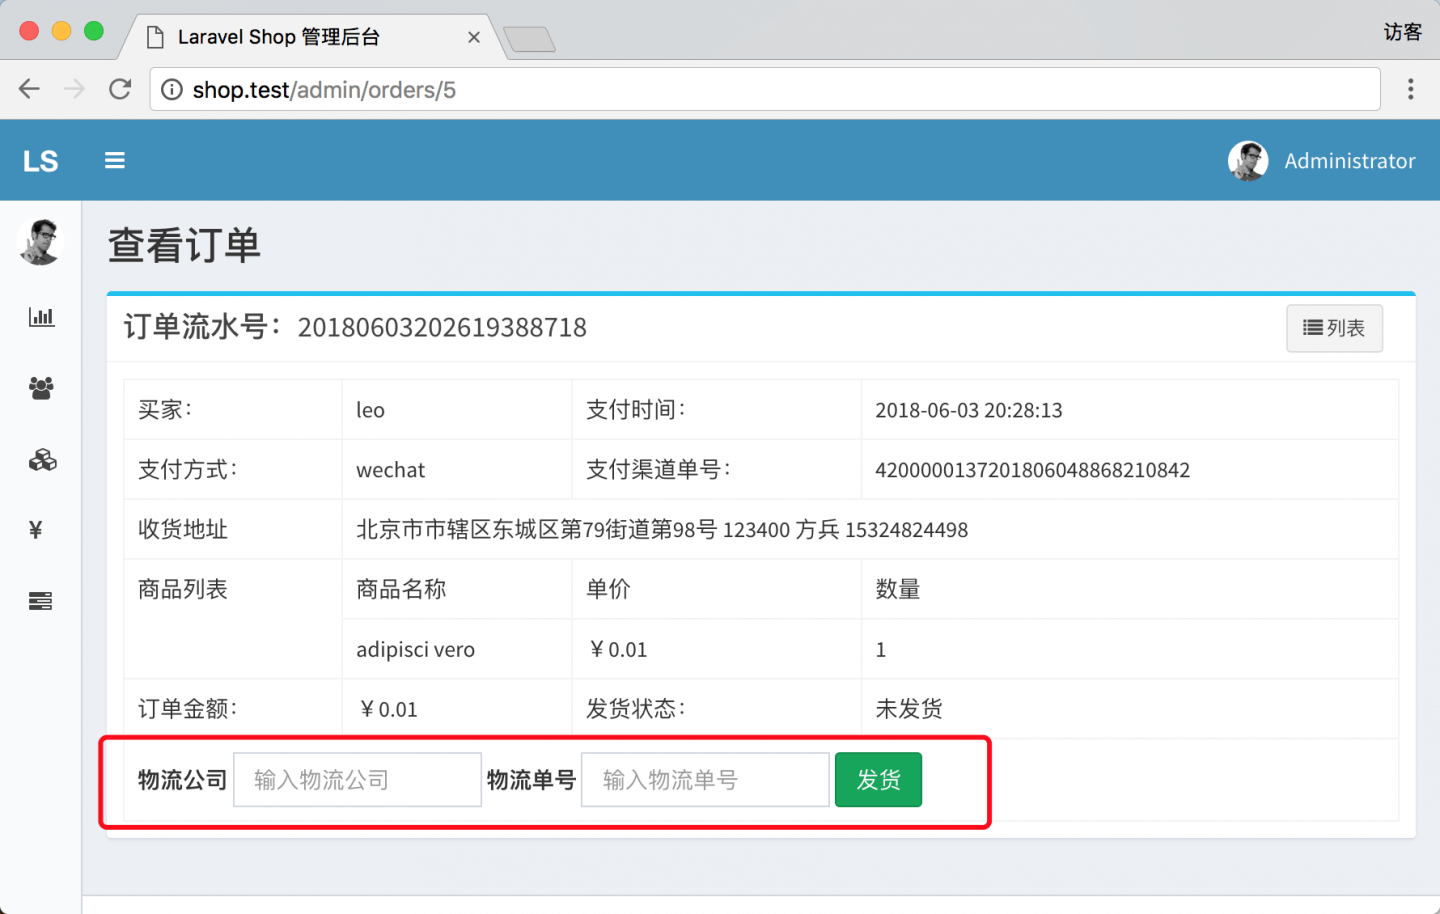 Laravel Shop 管理后台
访客
shop.test/admin/orders/5
LS
Administrator
查看订单
订单流水号：20180603202619388718
列表
买家： leo 支付时间： 2018-06-03 20:28:13
支付方式： wechat 支付渠道单号： 4200000137201806048868210842
收货地址 北京市市辖区东城区第79街道第98号 123400 方兵 15324824498
商品列表 商品名称 单价 数量
adipisci vero ￥0.01 1
订单金额： ￥0.01 发货状态： 未发货
物流公司 输入物流公司 物流单号 输入物流单号 发货